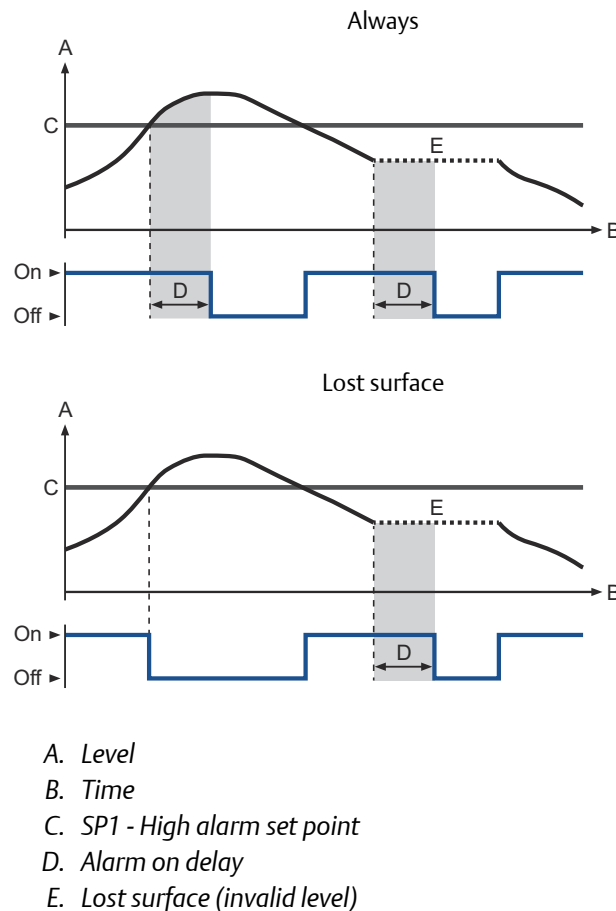 Always
A
C
E
B
On
D
D
Off
Lost surface
A
C
E
B
On
D
Off
A. Level
B. Time
C. SP1 - High alarm set point
D. Alarm on delay
E. Lost surface (invalid level)